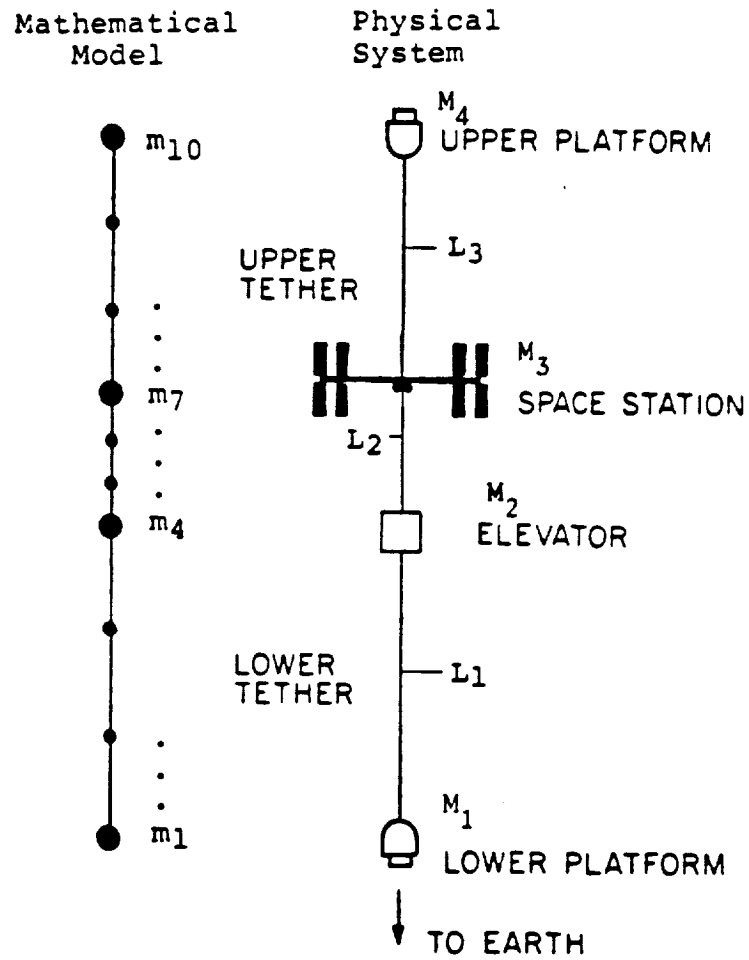 Mathematical
Model
Physical
System
m10
M4
UPPER PLATFORM
UPPER
TETHER
L3
m7
M3
SPACE STATION
L2
m4
M2
ELEVATOR
LOWER
TETHER
L1
m1
M1
LOWER PLATFORM
TO EARTH